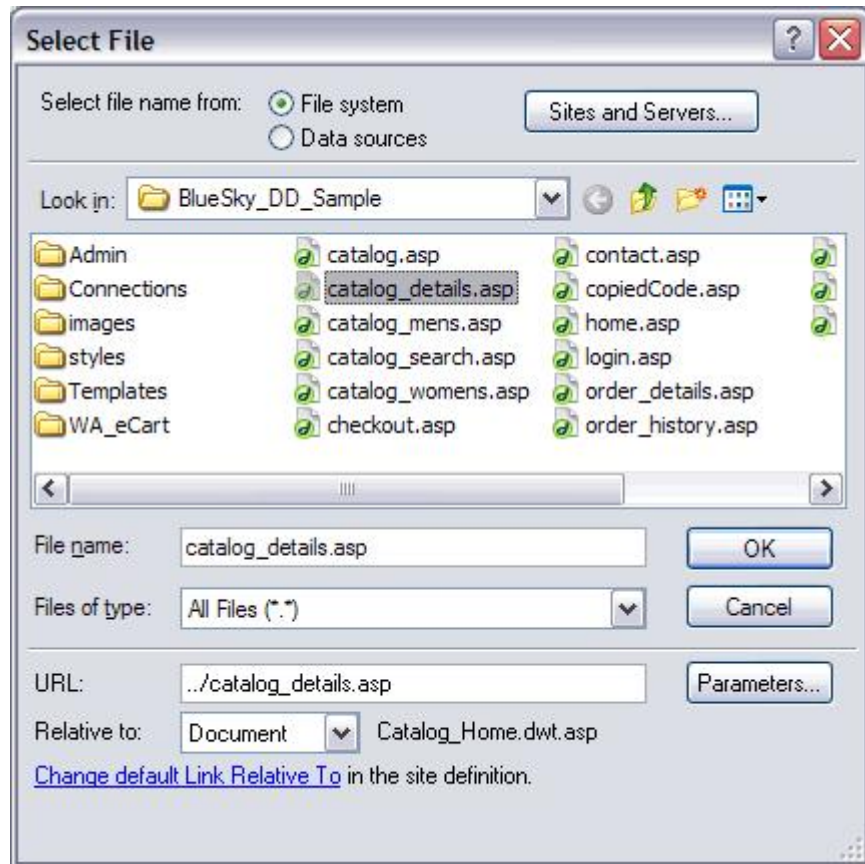 Select File
?
Select file name from:
File system
Sites and Servers...
Data sources
Look in:
BlueSky_DD_Sample
Admin
catalog.asp
contact.asp
Connections
catalog_details.asp
copiedCode.asp
images
catalog_mens.asp
home.asp
styles
catalog_search.asp
login.asp
Templates
catalog_womens.asp
order_details.asp
WA_eCart
checkout.asp
order_history.asp
File name:
catalog_details.asp
OK
Files of type:
All Files (*.*)
Cancel
URL:
../catalog_details.asp
Parameters...
Relative to:
Document
Catalog_Home.dwt.asp
Change default Link Relative To in the site definition.